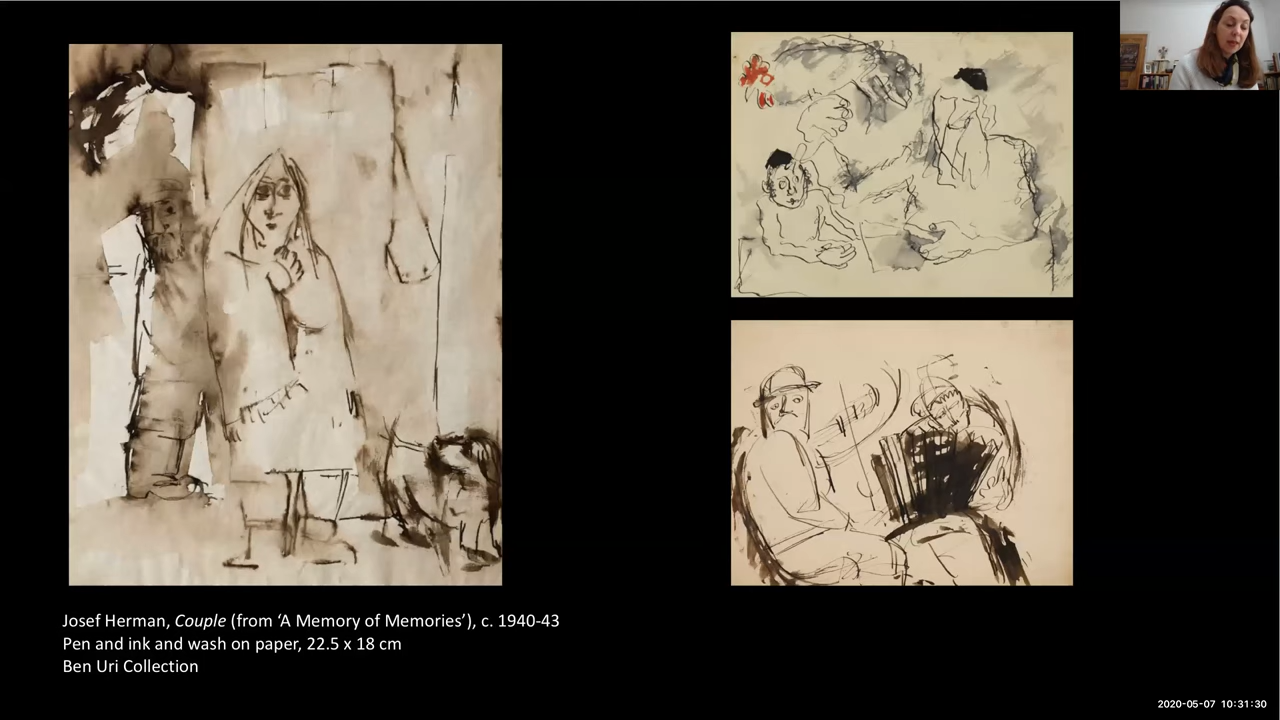 Josef Herman, Couple (from ‘A Memory of Memories’), c. 1940-43
Pen and ink and wash on paper, 22.5 x 18 cm
Ben Uri Collection
2020-05-07 10:31:30